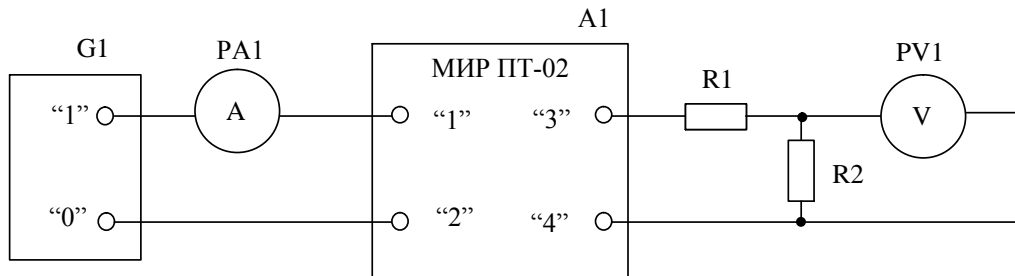 A1
G1 PA1 PV1
МИР ПТ-02
R1
“1” A “1” “3” V
R2
“0” “2” “4”